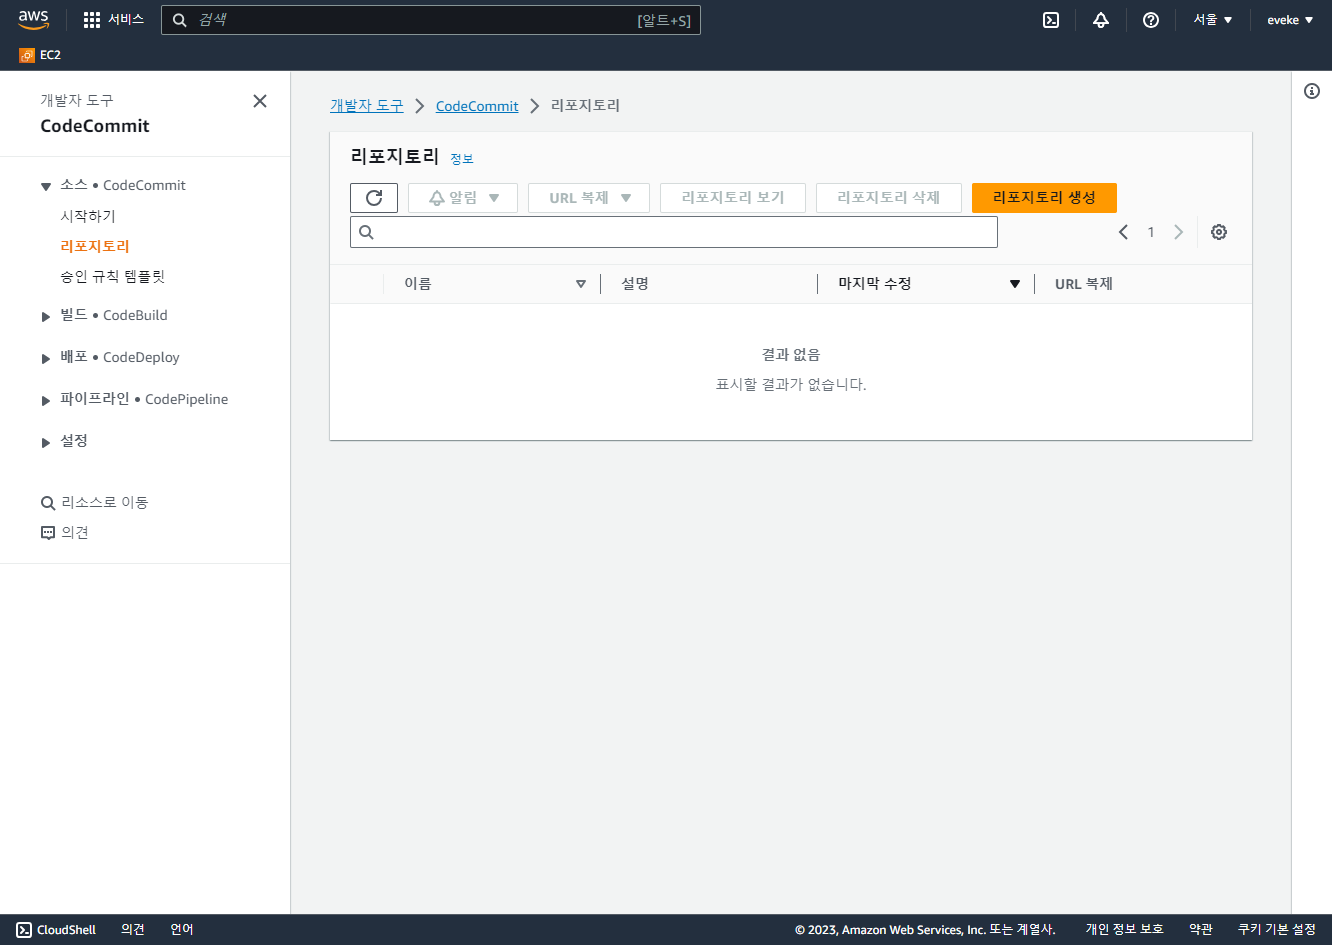 aws 서비스 검색 [알트+S] 서울 eveke
EC2
개발자 도구
CodeCommit
소스 • CodeCommit
시작하기
리포지토리
승인 규칙 템플릿
빌드 • CodeBuild
배포 • CodeDeploy
파이프라인 • CodePipeline
설정
리소스로 이동
의견
개발자 도구 CodeCommit 리포지토리
리포지토리 정보
알림 URL 복제 리포지토리 보기 리포지토리 삭제 리포지토리 생성
1
이름 설명 마지막 수정 URL 복제
결과 없음
표시할 결과가 없습니다.
CloudShell 의견 언어 © 2023, Amazon Web Services, Inc. 또는 계열사. 개인 정보 보호 약관 쿠키 기본 설정